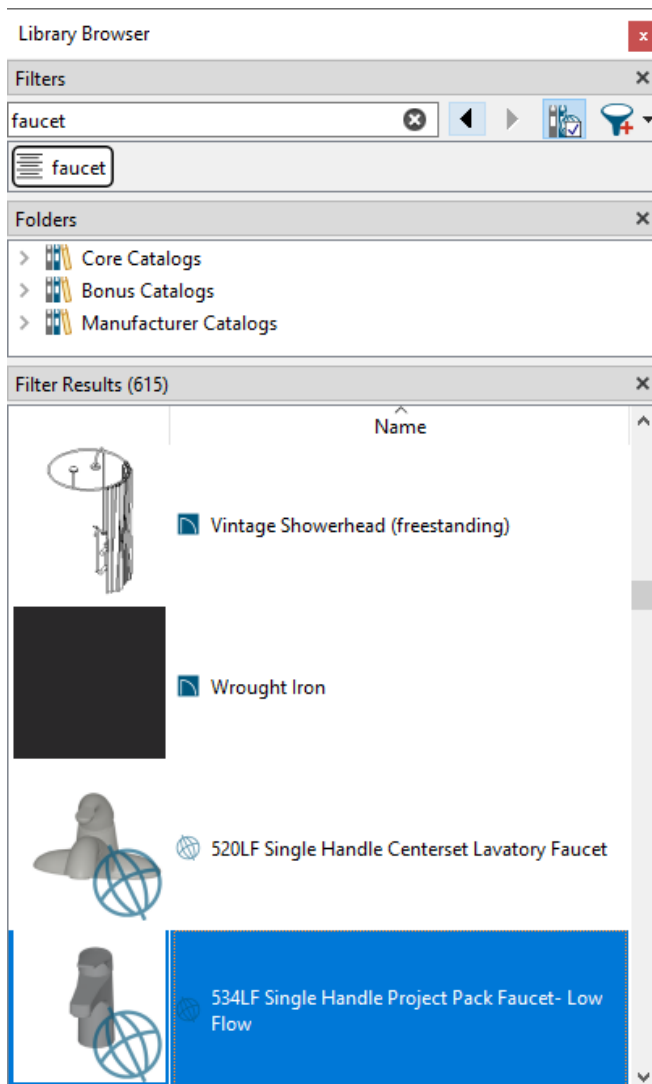 Library Browser
x
Filters
faucet
faucet
Folders
Core Catalogs
Bonus Catalogs
Manufacturer Catalogs
Filter Results (615)
Name
Vintage Showerhead (freestanding)
Wrought Iron
520LF Single Handle Centerset Lavatory Faucet
534LF Single Handle Project Pack Faucet- Low
Flow